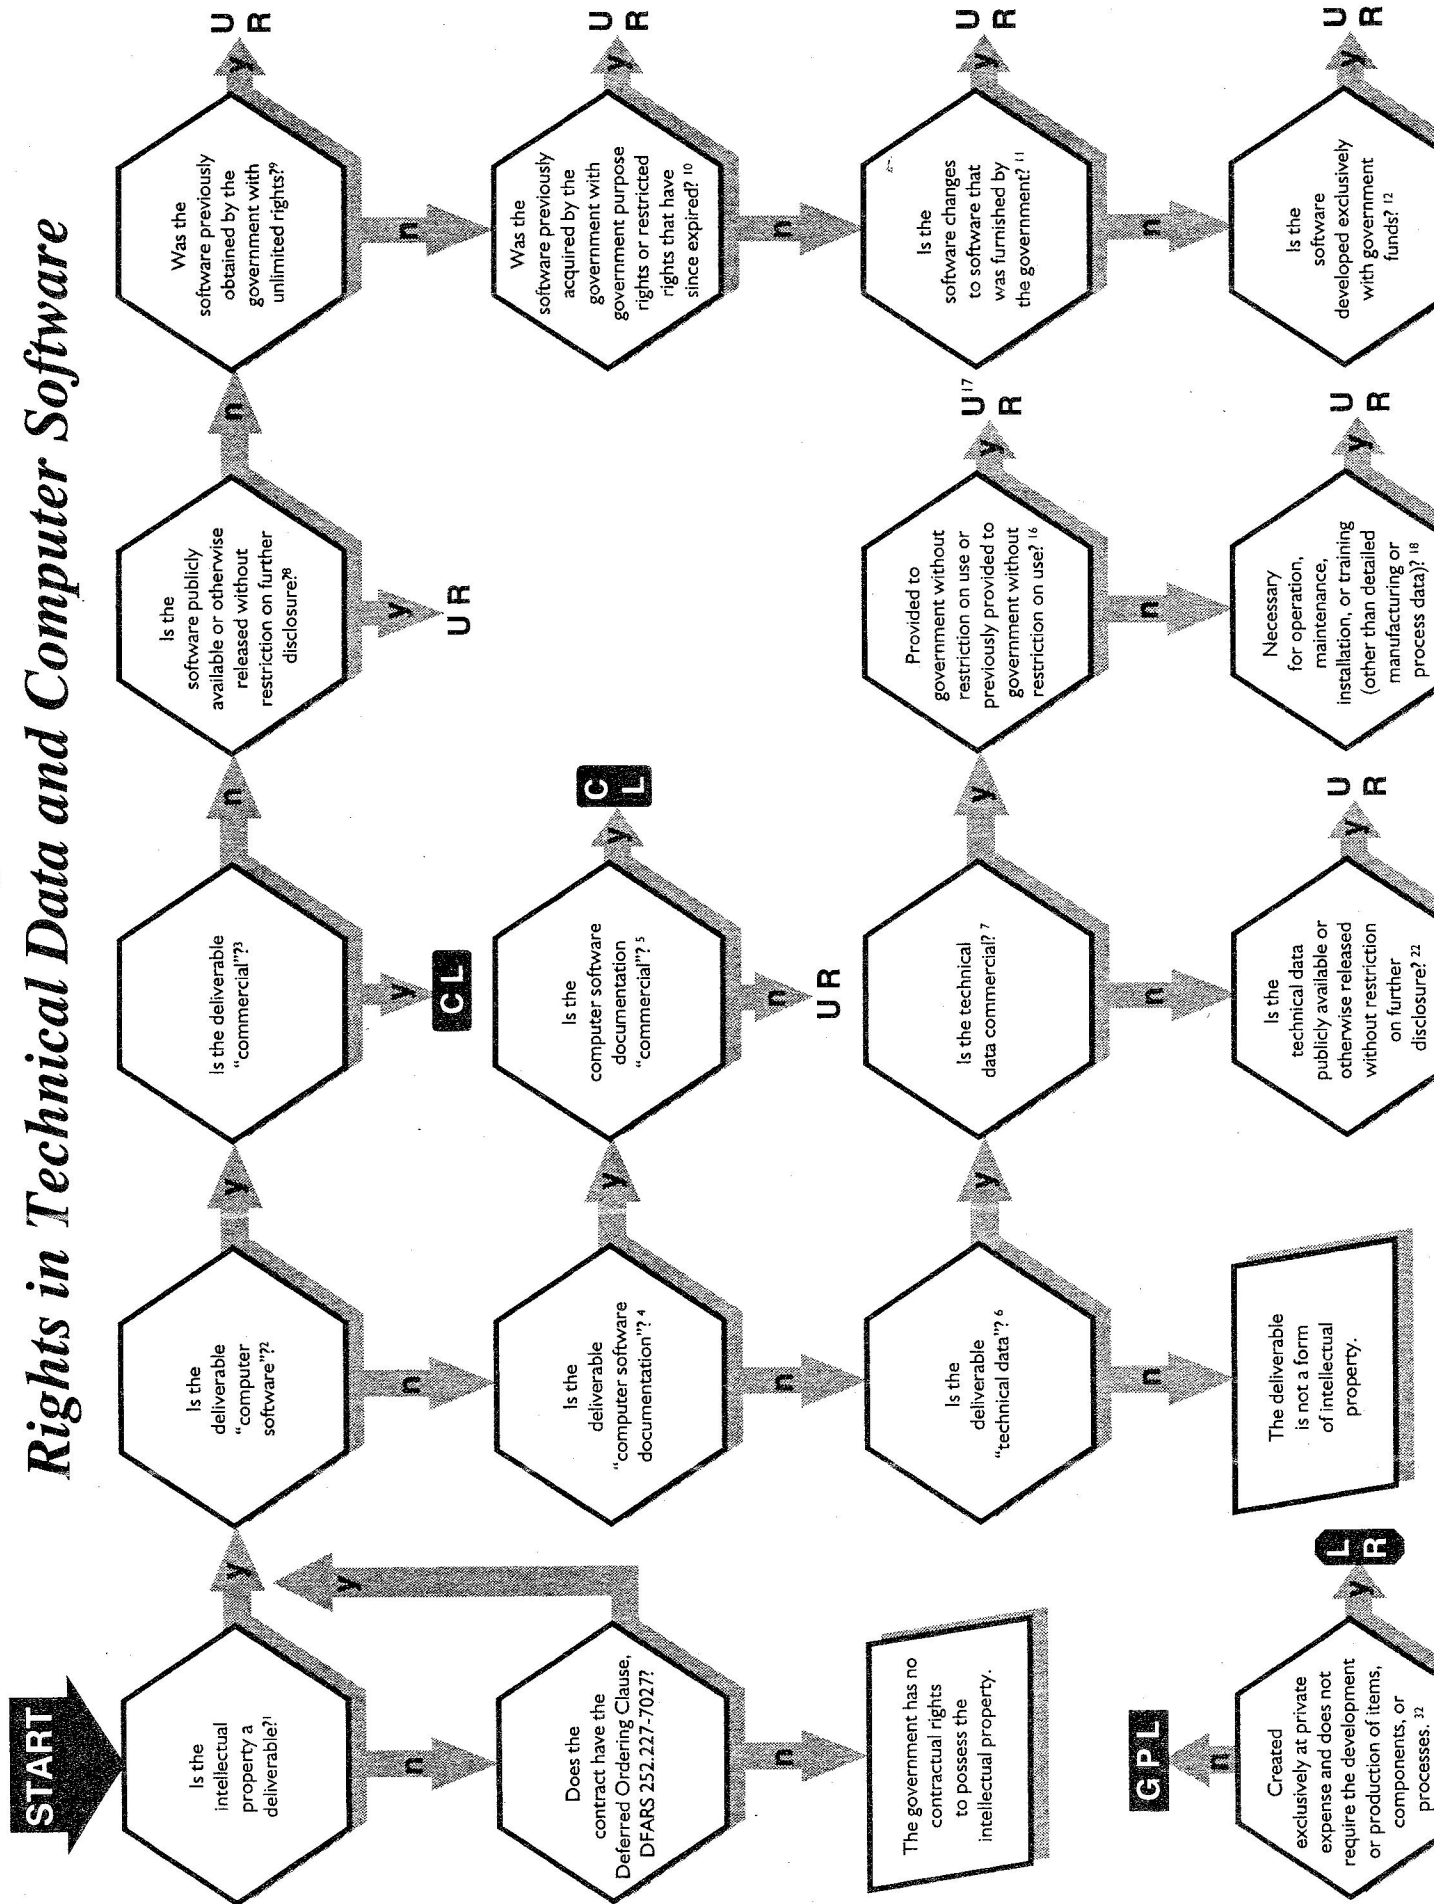 Rights in Technical Data and Computer Software
START
Is the
intellectual
property a
deliverable?1
y
n
Does the
contract have the
Deferred Ordering Clause,
DFARS 252.227-7027?
y
n
The government has no
contractual rights
to possess the
intellectual property.
Is the
deliverable
"computer
software"?2
y
n
Is the
deliverable
"computer software
documentation"? 4
y
n
Is the
deliverable
"technical data"? 6
y
n
The deliverable
is not a form
of intellectual
property.
Is the deliverable
"commercial"?3
n
y
C L
Is the
computer software
documentation
"commercial"? 5
y
C
L
n
U R
Is the technical
data commercial? 7
y
n
Is the
technical data
publicly available or
otherwise released
without restriction
on further
disclosure? 22
y
U
R
Is the
software publicly
available or otherwise
released without
restriction on further
disclosure?8
n
y
U R
Provided to
government without
restriction on use or
previously provided to
government without
restriction on use? 16
y
U17
R
n
Necessary
for operation,
maintenance,
installation, or training
(other than detailed
manufacturing or
process data)? 18
y
U
R
Was the
software previously
obtained by the
government with
unlimited rights?9
y
U
R
n
Was the
software previously
acquired by the
government with
government purpose
rights or restricted
rights that have
since expired? 10
y
U
R
n
Is the
software changes
to software that
was furnished by
the government? 11
y
U
R
n
Is the
software
developed exclusively
with government
funds? 12
y
U
R
G P L
n
Created
exclusively at private
expense and does not
require the development
or production of items,
components, or
processes. 32
y
L
R